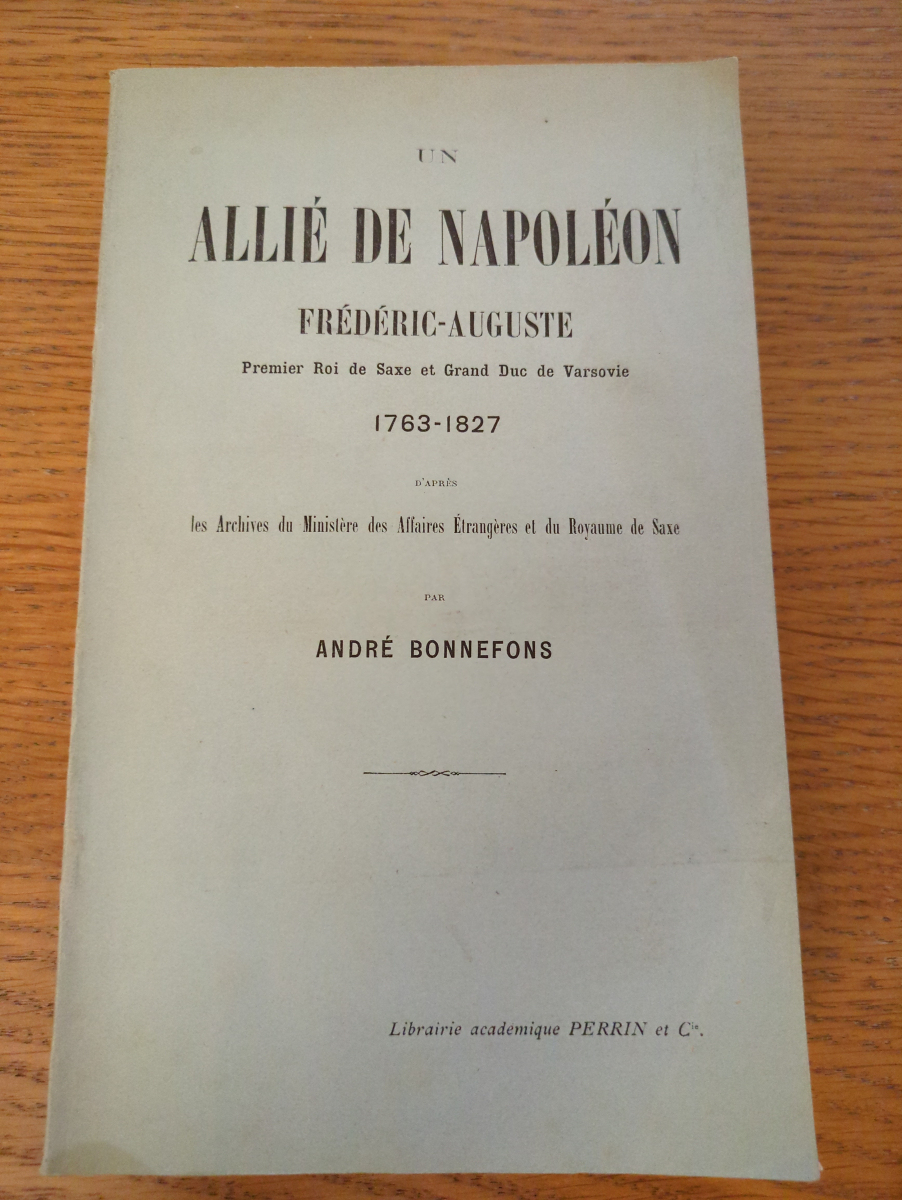 UN
ALLIÉ DE NAPOLÉON
FRÉDÉRIC-AUGUSTE
Premier Roi de Saxe et Grand Duc de Varsovie
1763-1827
D'APRÈS
les Archives du Ministère des Affaires Étrangères et du Royaume de Saxe
PAR
ANDRÉ BONNEFONS
Librairie academique PERRIN et Cie.